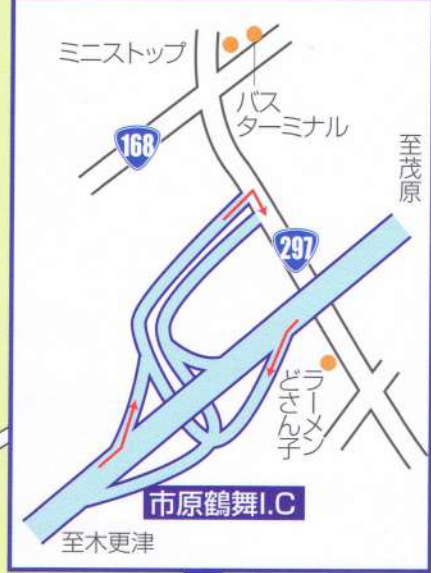 ミニストップ
バス
ターミナル
168
至茂原
297
ラーメン
どさん子
市原鶴舞I.C
至木更津